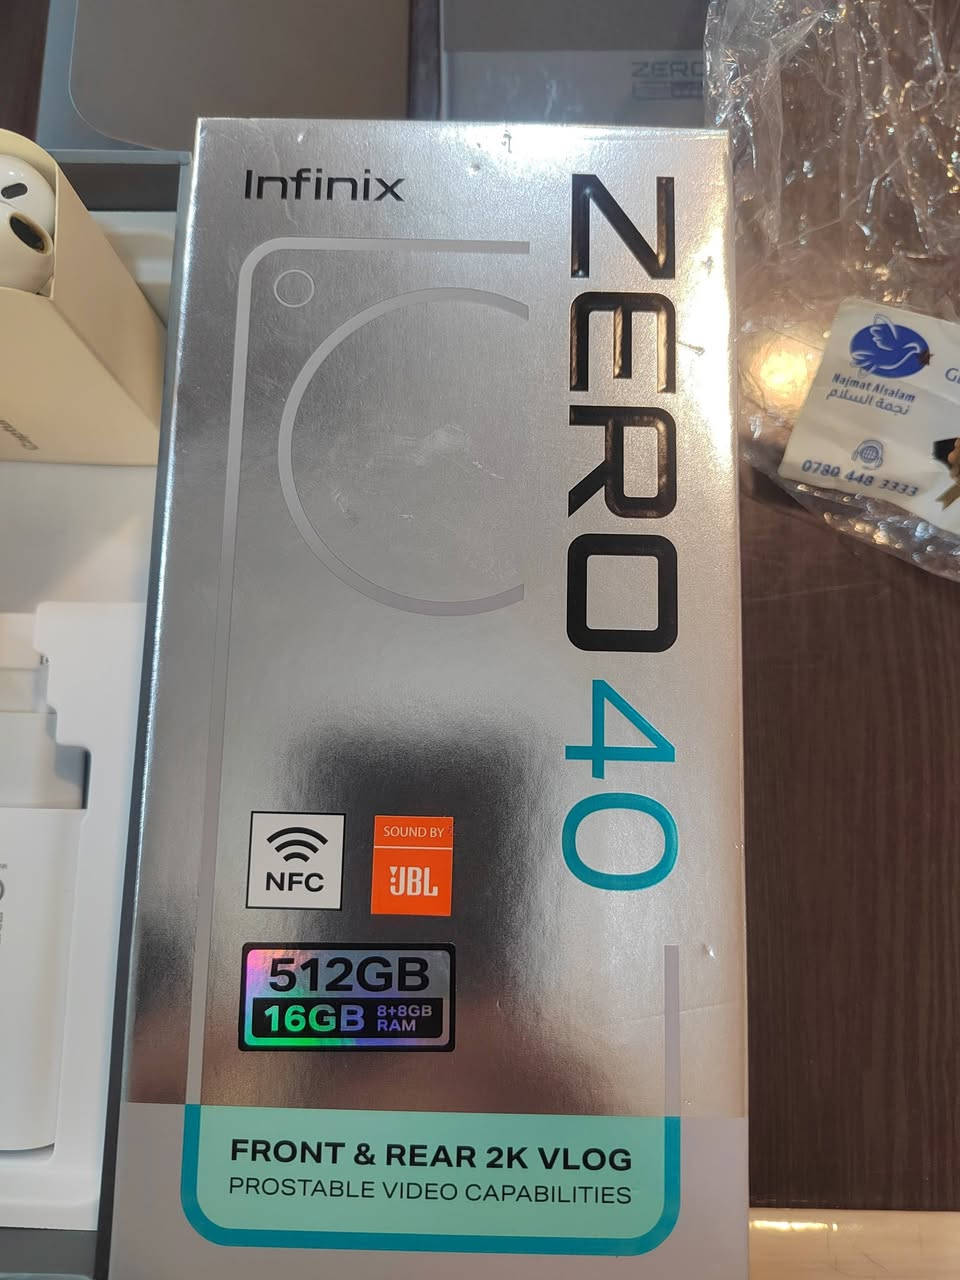 ZERO
Infinix
ZERO 40
NFC
SOUND BY
JBL
512GB
16GB 8+8GB
RAM
FRONT & REAR 2K VLOG
PROSTABLE VIDEO CAPABILITIES
Najmat Alsalam
نجمة السلام
0780 448 3333